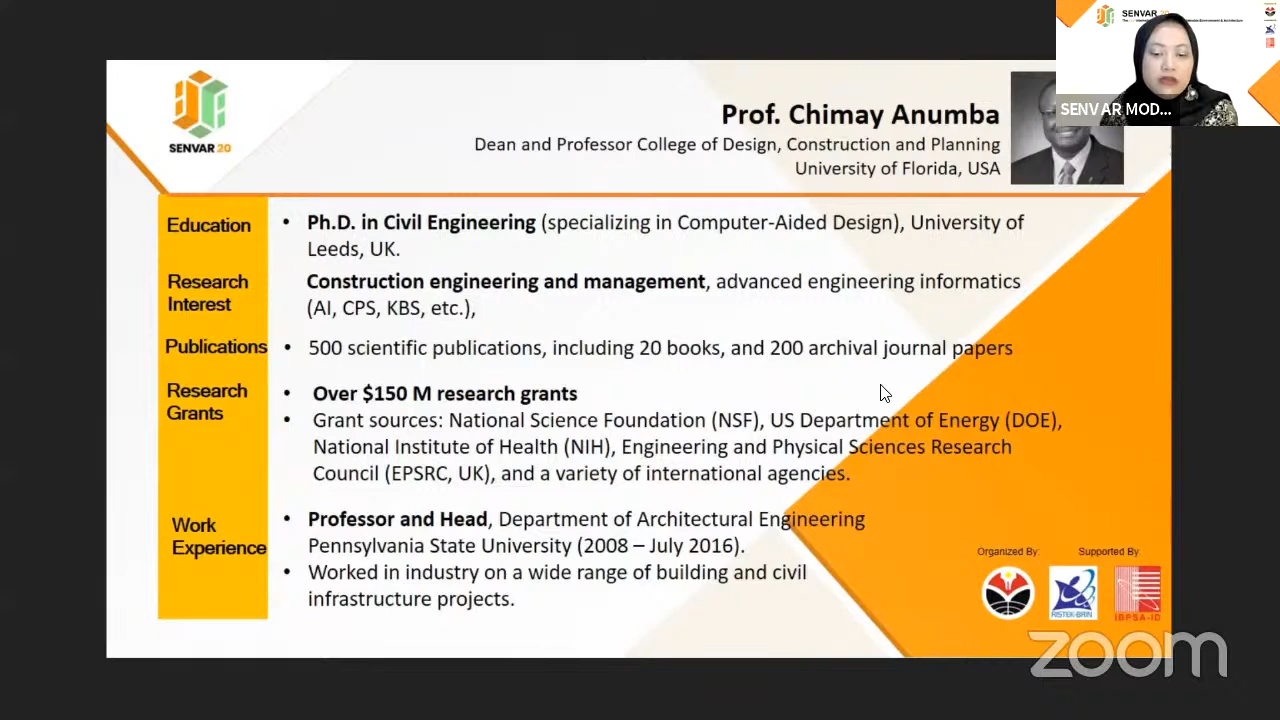 SENVAR 20
Prof. Chimay Anumba
Dean and Professor College of Design, Construction and Planning
University of Florida, USA
SENVAR 20
SENVAR MOD...
Education
• Ph.D. in Civil Engineering (specializing in Computer-Aided Design), University of
Leeds, UK.
Research
Interest
Construction engineering and management, advanced engineering informatics
(AI, CPS, KBS, etc.),
Publications
• 500 scientific publications, including 20 books, and 200 archival journal papers
Research
Grants
• Over $150 M research grants
• Grant sources: National Science Foundation (NSF), US Department of Energy (DOE),
National Institute of Health (NIH), Engineering and Physical Sciences Research
Council (EPSRC, UK), and a variety of international agencies.
Work
Experience
• Professor and Head, Department of Architectural Engineering
Pennsylvania State University (2008 – July 2016).
• Worked in industry on a wide range of building and civil
infrastructure projects.
Organized By:
Supported By:
RISTEK-BRIN
IBPSA-ID
zoom